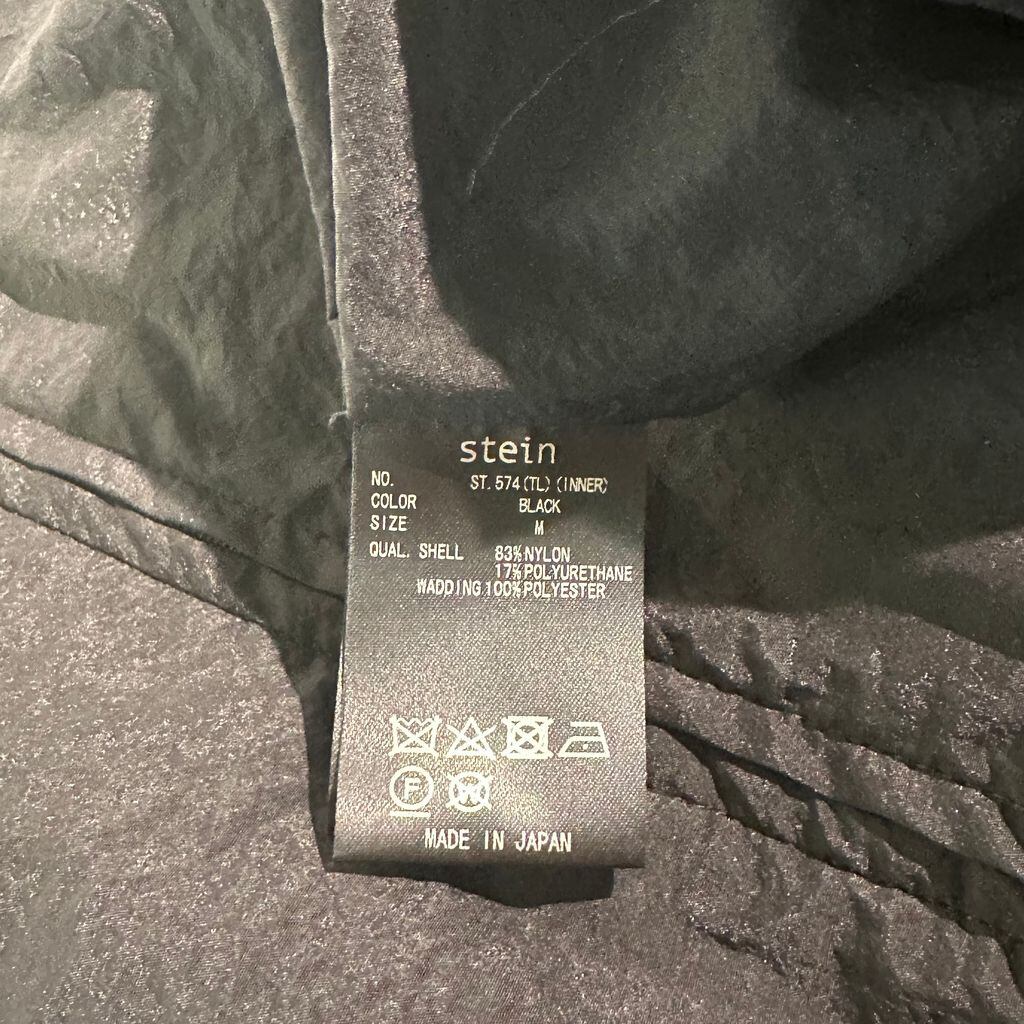 stein
NO. ST.574(TL)(INNER)
COLOR BLACK
SIZE M
QUAL. SHELL 83%NYLON
17%POLYURETHANE
WADDING 100%POLYESTER
F
W
MADE IN JAPAN